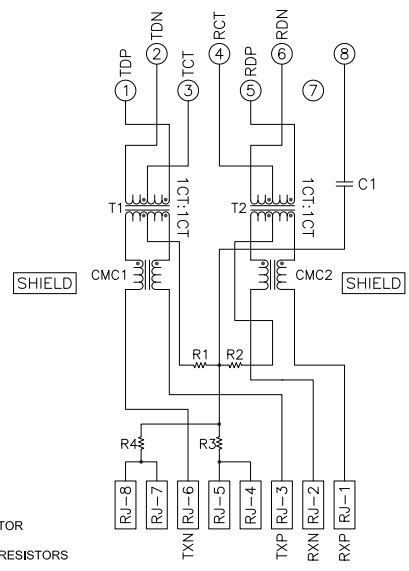 TDP
TDN
TCT
RCT
RDP
RDN
1
2
3
4
5
6
7
8
T1
1CT:1CT
T2
1CT:1CT
C1
SHIELD
CMC1
CMC2
SHIELD
R1
R2
R4
R3
RJ-8
RJ-7
RJ-6
RJ-5
RJ-4
RJ-3
RJ-2
RJ-1
TXN
TXP
RXN
RXP
TOR
RESISTORS